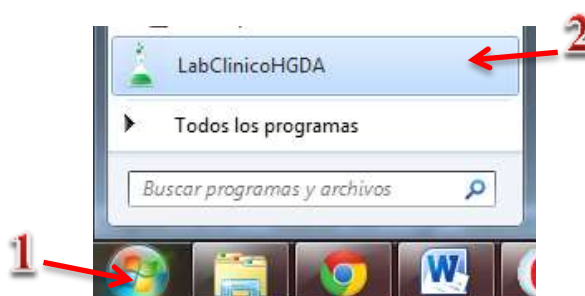 2
LabClinicoHGDA
Todos los programas
Buscar programas y archivos
1
W